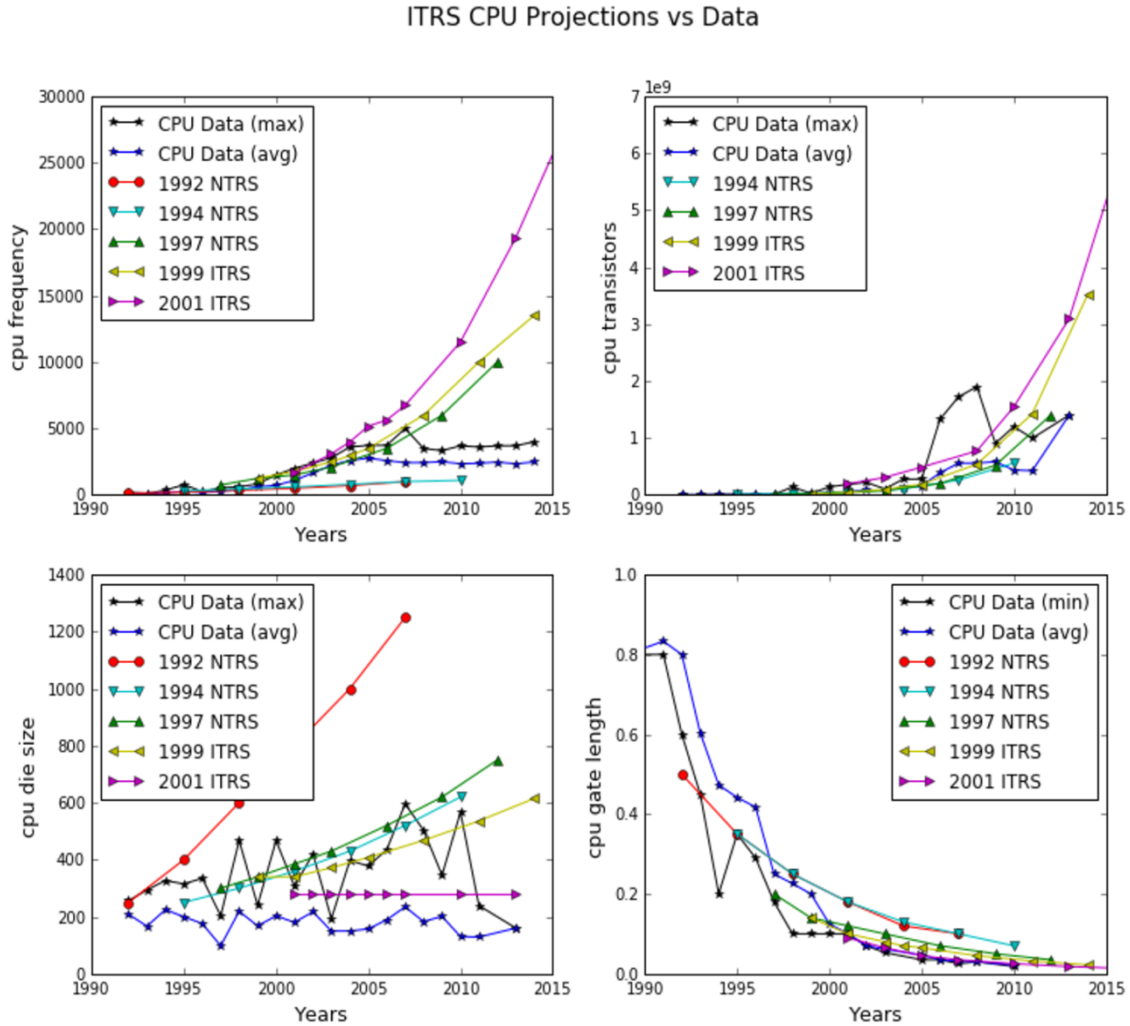 ITRS CPU Projections vs Data
30000
25000
20000
15000
10000
5000
0
cpu frequency
CPU Data (max)
CPU Data (avg)
1992 NTRS
1994 NTRS
1997 NTRS
1999 ITRS
2001 ITRS
1990 1995 2000 2005 2010 2015
Years
1e9
7
6
5
4
3
2
1
0
cpu transistors
CPU Data (max)
CPU Data (avg)
1994 NTRS
1997 NTRS
1999 ITRS
2001 ITRS
1990 1995 2000 2005 2010 2015
Years
1400
1200
1000
800
600
400
200
0
cpu die size
CPU Data (max)
CPU Data (avg)
1992 NTRS
1994 NTRS
1997 NTRS
1999 ITRS
2001 ITRS
1990 1995 2000 2005 2010 2015
Years
1.0
0.8
0.6
0.4
0.2
0.0
cpu gate length
CPU Data (min)
CPU Data (avg)
1992 NTRS
1994 NTRS
1997 NTRS
1999 ITRS
2001 ITRS
1990 1995 2000 2005 2010 2015
Years